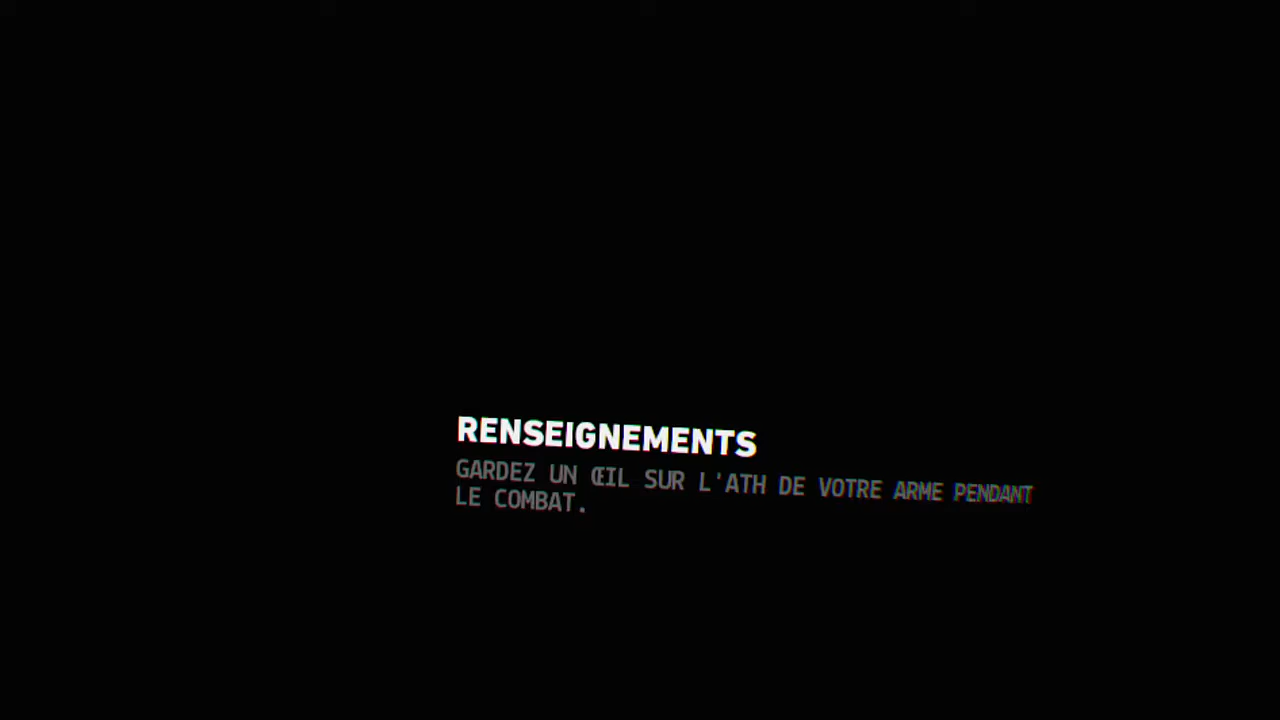 RENSEIGNEMENTS
GARDEZ UN ŒIL SUR L'ATH DE VOTRE ARME PENDANT
LE COMBAT.